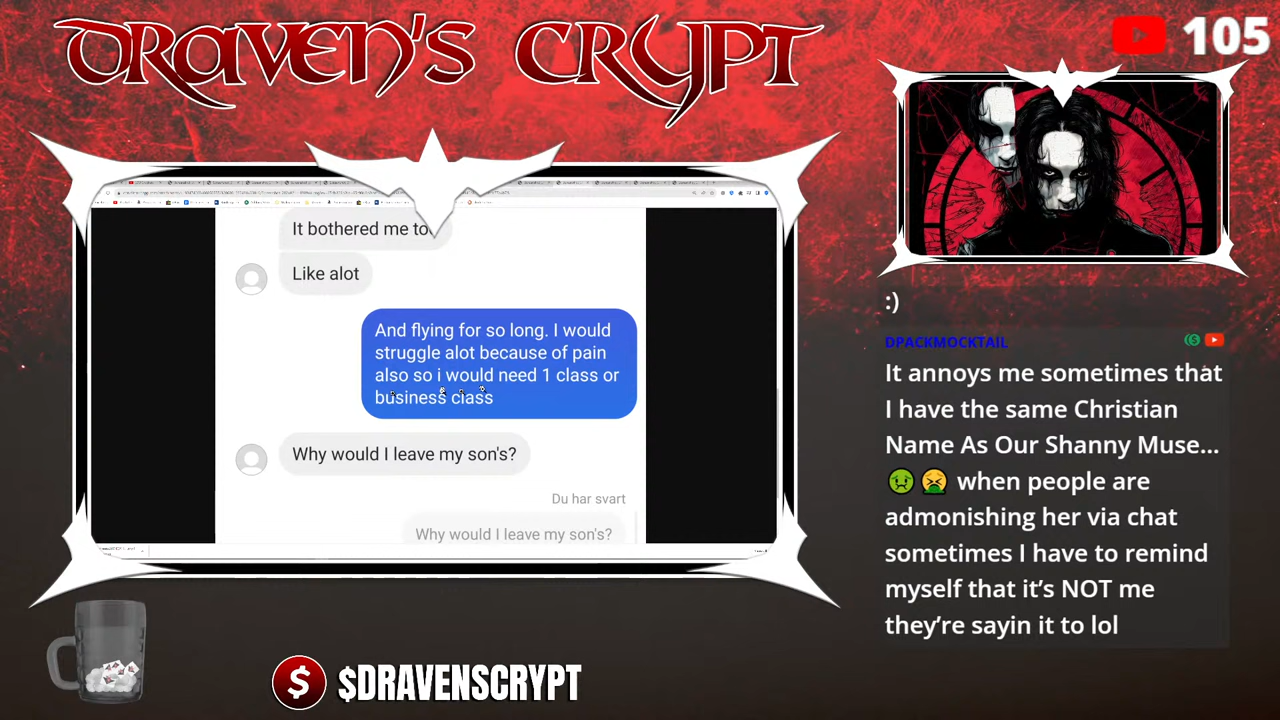 DRAVEN'S CRYPT
105
It bothered me to
Like alot
And flying for so long. I would
struggle alot because of pain
also so i would need 1 class or
business class
Why would I leave my son's?
Du har svart
Why would I leave my son's?
:)
DPACKMOCKTAIL
It annoys me sometimes that
I have the same Christian
Name As Our Shanny Muse...
🤢 🤮 when people are
admonishing her via chat
sometimes I have to remind
myself that it’s NOT me
they’re sayin it to lol
$ $DRAVENSCRYPT